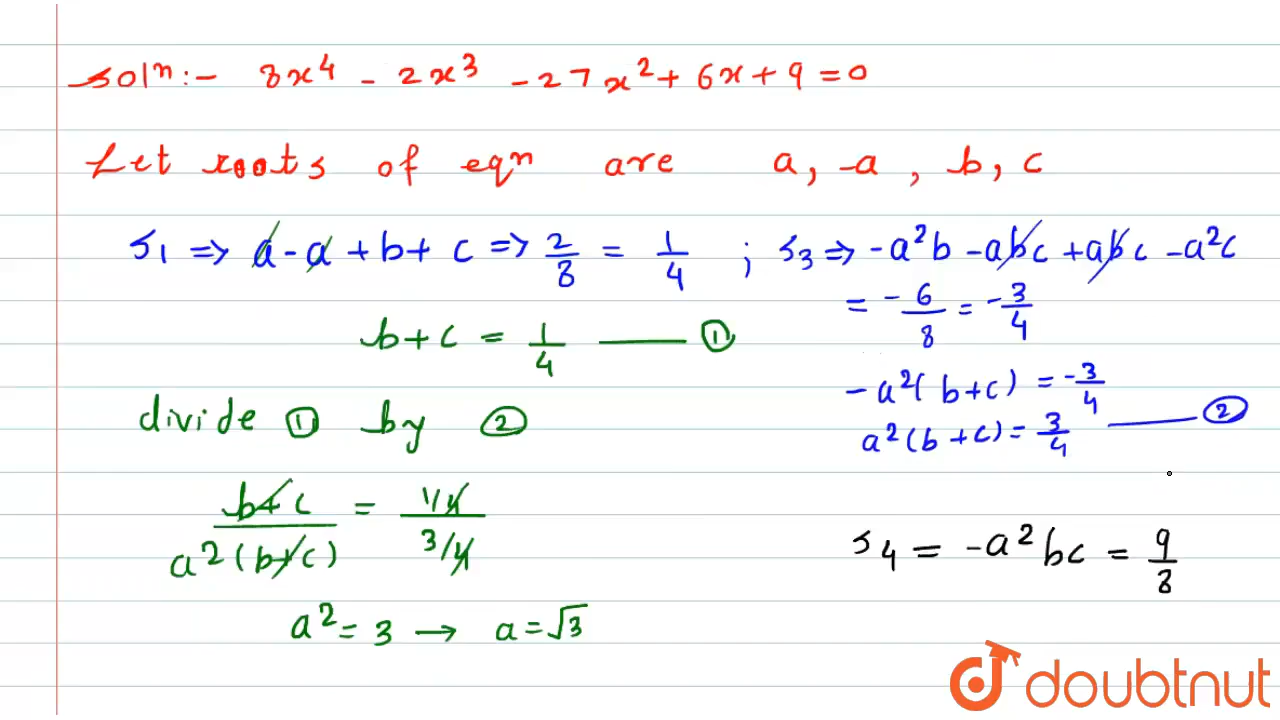 Solⁿ:- 8x⁴ - 2x³ - 27x² + 6x + 9 = 0
Let roots of eqn are a, -a, b, c
S₁ ⇒ a - a + b + c ⇒ 2/8 = 1/4 ; S₃ ⇒ -a²b - abc + abc - a²c
= -6/8 = -3/4
b + c = 1/4 —— ①
-a²(b+c) = -3/4
a²(b+c) = 3/4 —— ②
divide ① by ②
b+c / a²(b+c) = 1/4 / 3/4
S₄ = -a²bc = 9/8
a² = 3 → a = √3
doubtnut